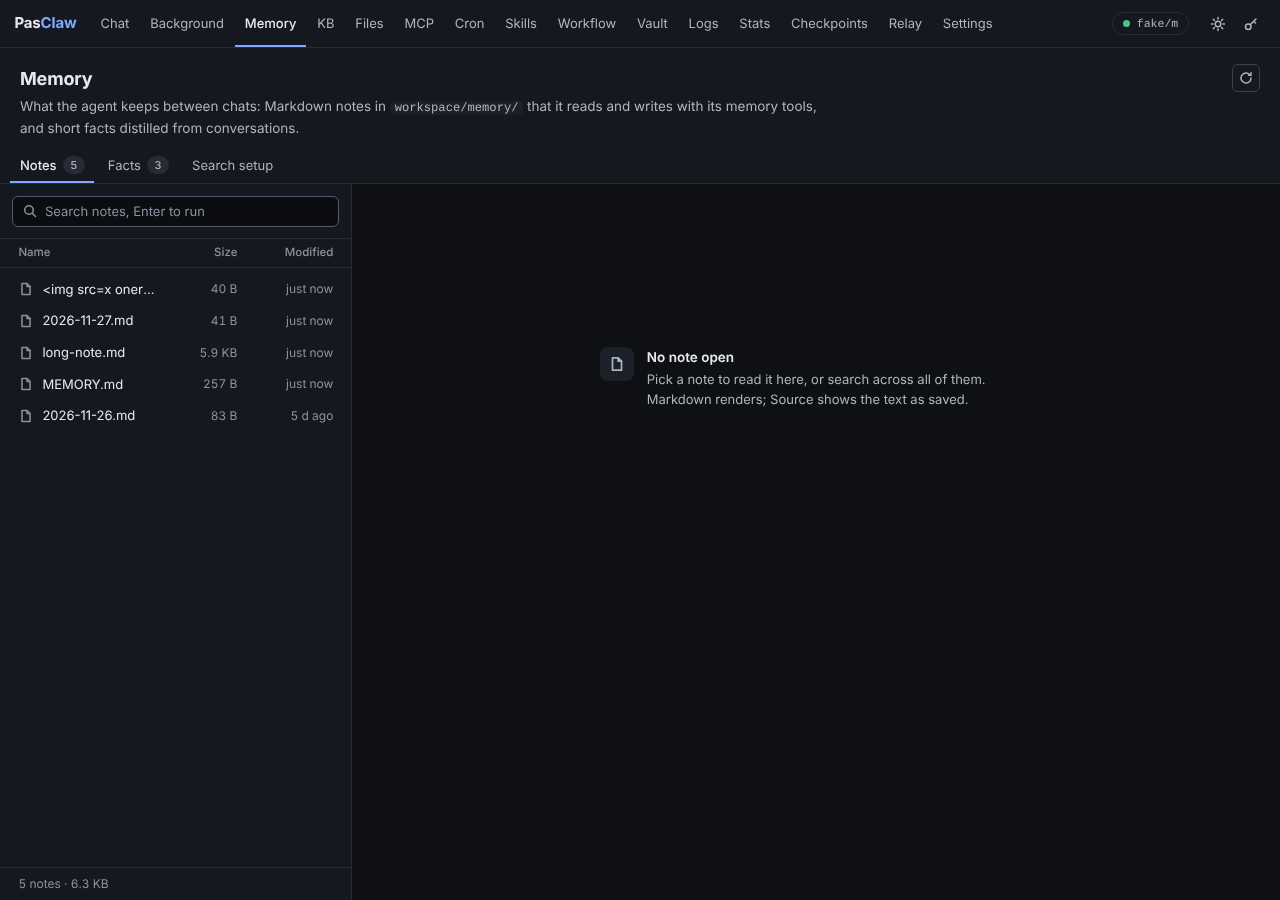 PasClaw Chat Background Memory KB Files MCP Cron Skills Workflow Vault Logs Stats Checkpoints Relay Settings fake/m
Memory
What the agent keeps between chats: Markdown notes in workspace/memory/ that it reads and writes with its memory tools,
and short facts distilled from conversations.
Notes 5 Facts 3 Search setup
Search notes, Enter to run
Name Size Modified
<img src=x oner... 40 B just now
2026-11-27.md 41 B just now
long-note.md 5.9 KB just now
MEMORY.md 257 B just now
2026-11-26.md 83 B 5 d ago
No note open
Pick a note to read it here, or search across all of them.
Markdown renders; Source shows the text as saved.
5 notes · 6.3 KB